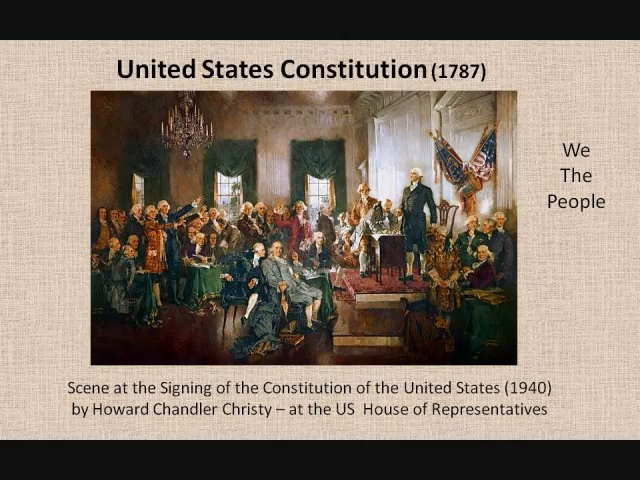 United States Constitution (1787)
We
The
People
Scene at the Signing of the Constitution of the United States (1940)
by Howard Chandler Christy – at the US House of Representatives